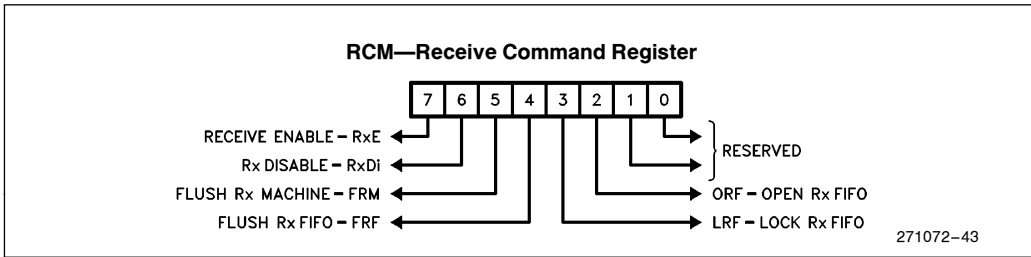 RCM—Receive Command Register
7 6 5 4 3 2 1 0
RECEIVE ENABLE – RxE
Rx DISABLE – RxDi
RESERVED
FLUSH Rx MACHINE – FRM
ORF – OPEN Rx FIFO
FLUSH Rx FIFO – FRF
LRF – LOCK Rx FIFO
271072–43